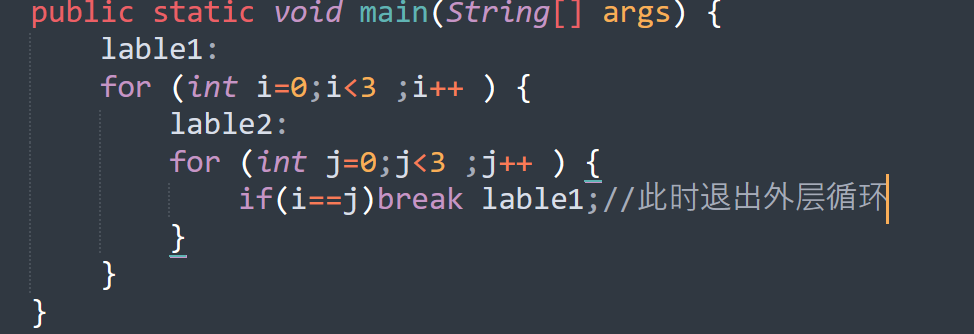 public static void main(String[] args) {
lable1:
for (int i=0;i<3 ;i++ ) {
lable2:
for (int j=0;j<3 ;j++ ) {
if(i==j)break lable1;//此时退出外层循环
}
}
}